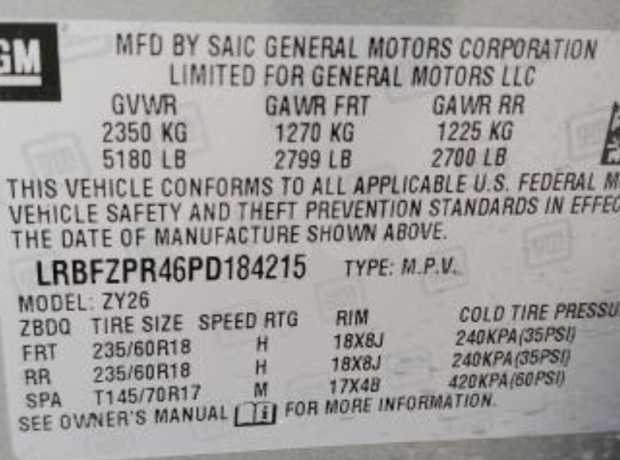 GM
MFD BY SAIC GENERAL MOTORS CORPORATION
LIMITED FOR GENERAL MOTORS LLC
GVWR GAWR FRT GAWR RR
2350 KG 1270 KG 1225 KG
5180 LB 2799 LB 2700 LB
THIS VEHICLE CONFORMS TO ALL APPLICABLE U.S. FEDERAL M
VEHICLE SAFETY AND THEFT PREVENTION STANDARDS IN EFFEC
THE DATE OF MANUFACTURE SHOWN ABOVE.
LRBFZPR46PD184215 TYPE: M.P.V.
MODEL: ZY26
ZBDQ TIRE SIZE SPEED RTG RIM COLD TIRE PRESSU
FRT 235/60R18 H 18X8J 240KPA(35PSI)
RR 235/60R18 H 18X8J 240KPA(35PSI)
SPA T145/70R17 M 17X4B 420KPA(60PSI)
SEE OWNER'S MANUAL FOR MORE INFORMATION.